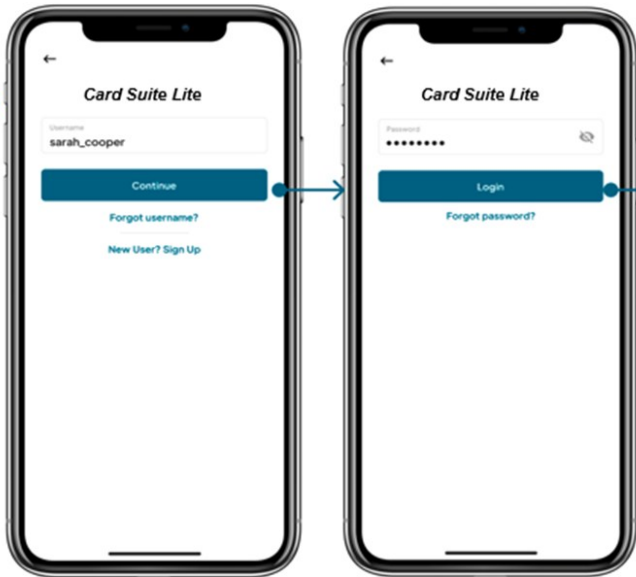 Card Suite Lite
Username
sarah_cooper
Continue
Forgot username?
New User? Sign Up
Card Suite Lite
Password
••••••••
Login
Forgot password?